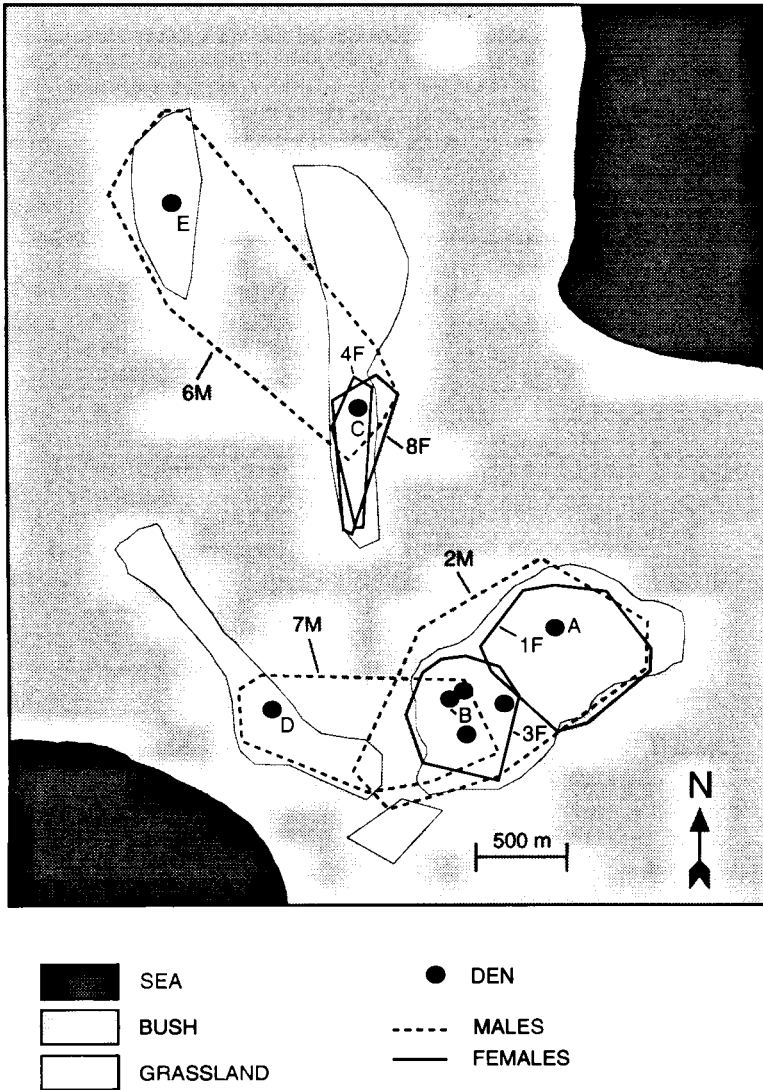 E
6M
4F
C
8F
2M
7M
1F
A
D
B
3F
N
500 m
SEA
DEN
BUSH
MALES
GRASSLAND
FEMALES